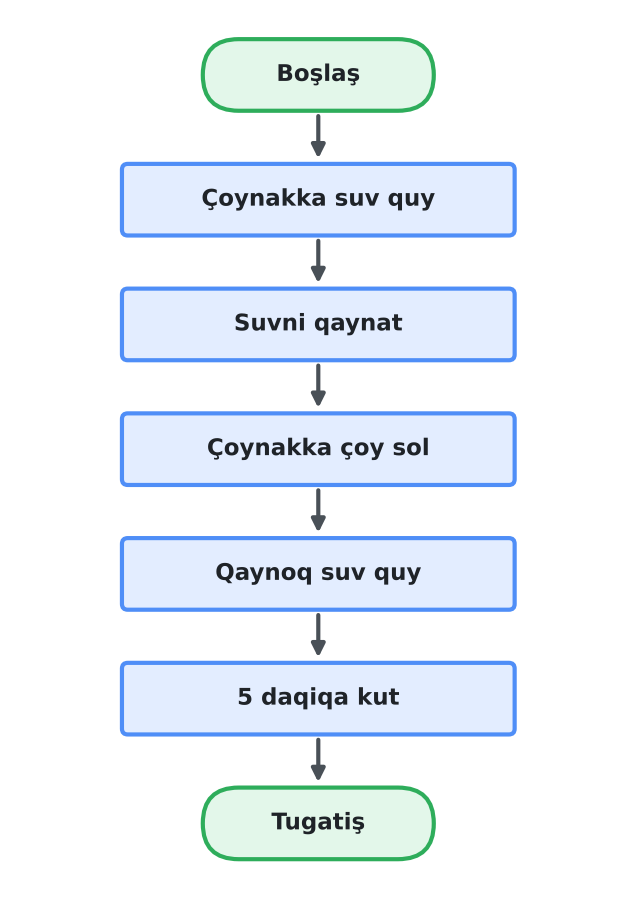 Boşlaş
Çoynakka suv quy
Suvni qaynat
Çoynakka çoy sol
Qaynoq suv quy
5 daqiqa kut
Tugatiş